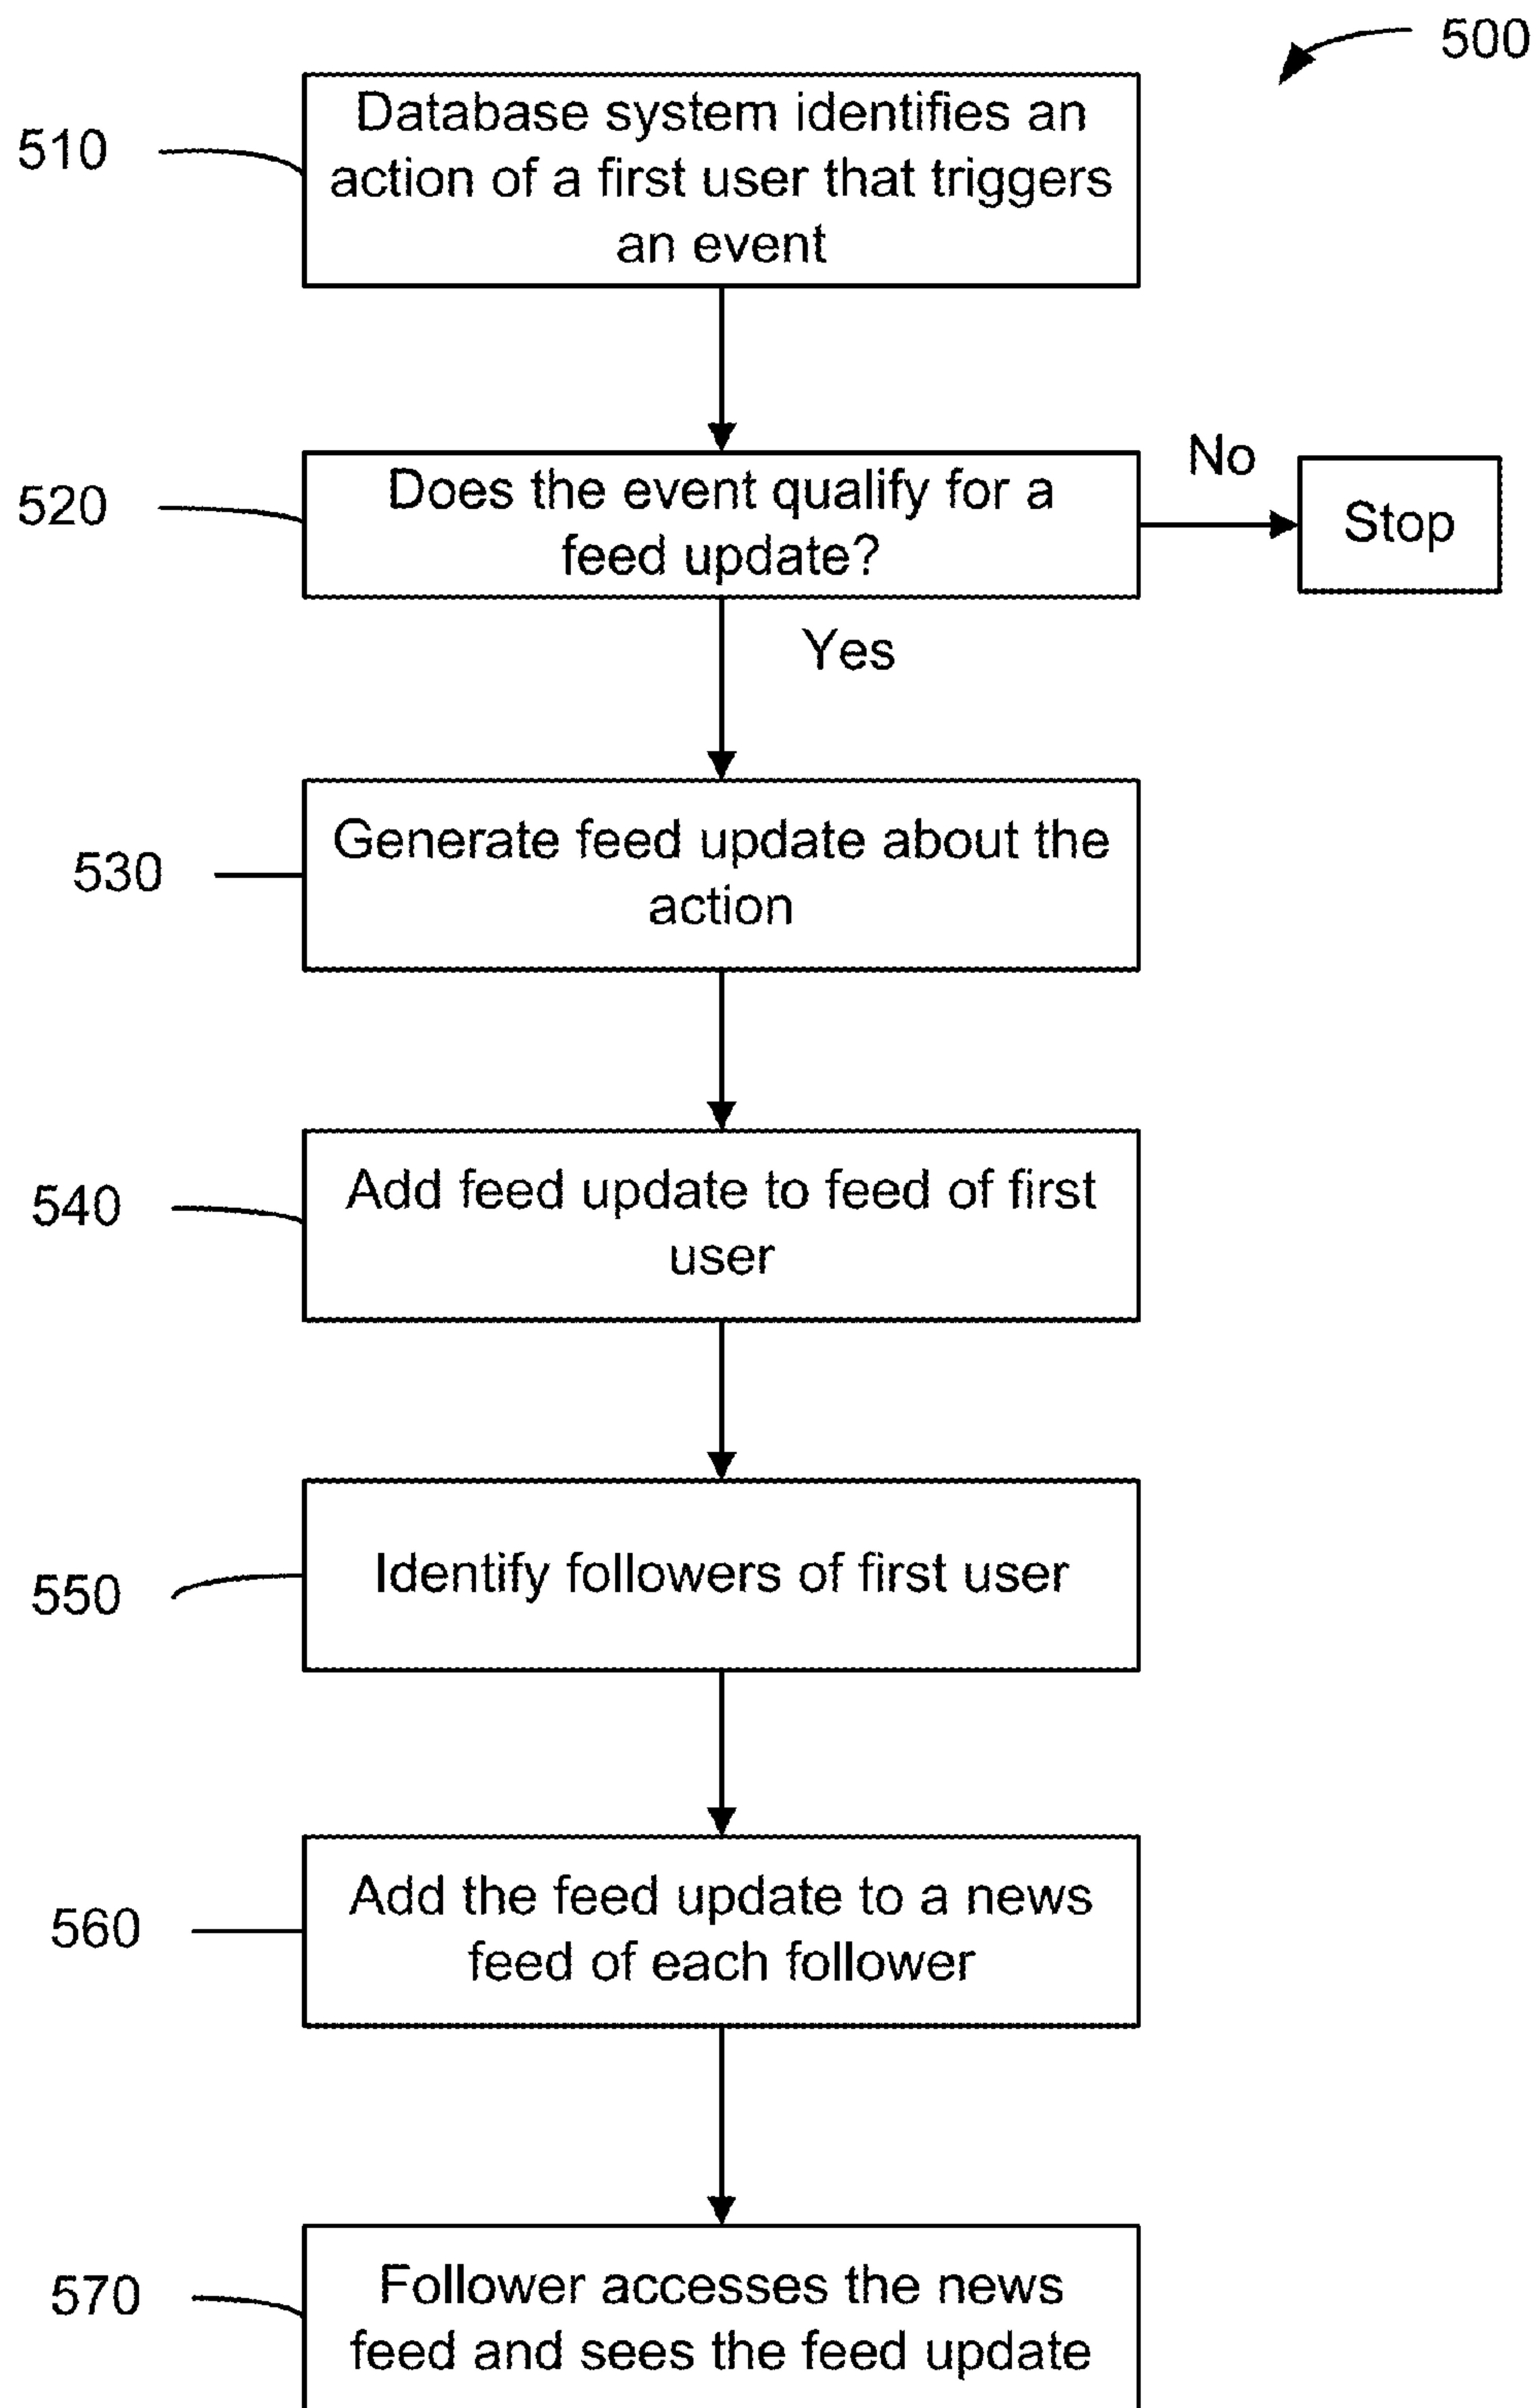 500
510
Database system identifies an
action of a first user that triggers
an event
520
Does the event qualify for a
feed update?
No
Stop
Yes
530
Generate feed update about the
action
540
Add feed update to feed of first
user
550
Identify followers of first user
560
Add the feed update to a news
feed of each follower
570
Follower accesses the news
feed and sees the feed update